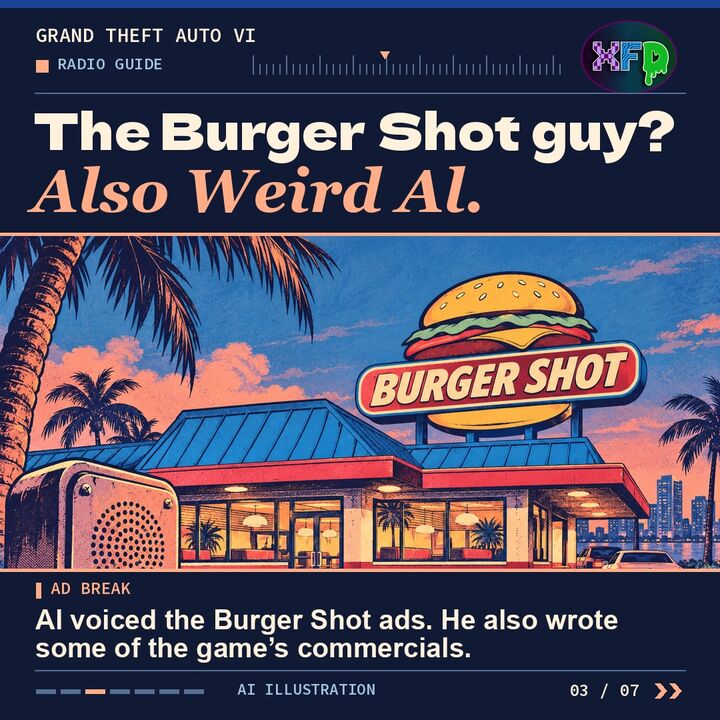 GRAND THEFT AUTO VI
RADIO GUIDE
XFD
The Burger Shot guy?
Also Weird Al.
BURGER SHOT
AD BREAK
Al voiced the Burger Shot ads. He also wrote
some of the game’s commercials.
AI ILLUSTRATION
03 / 07